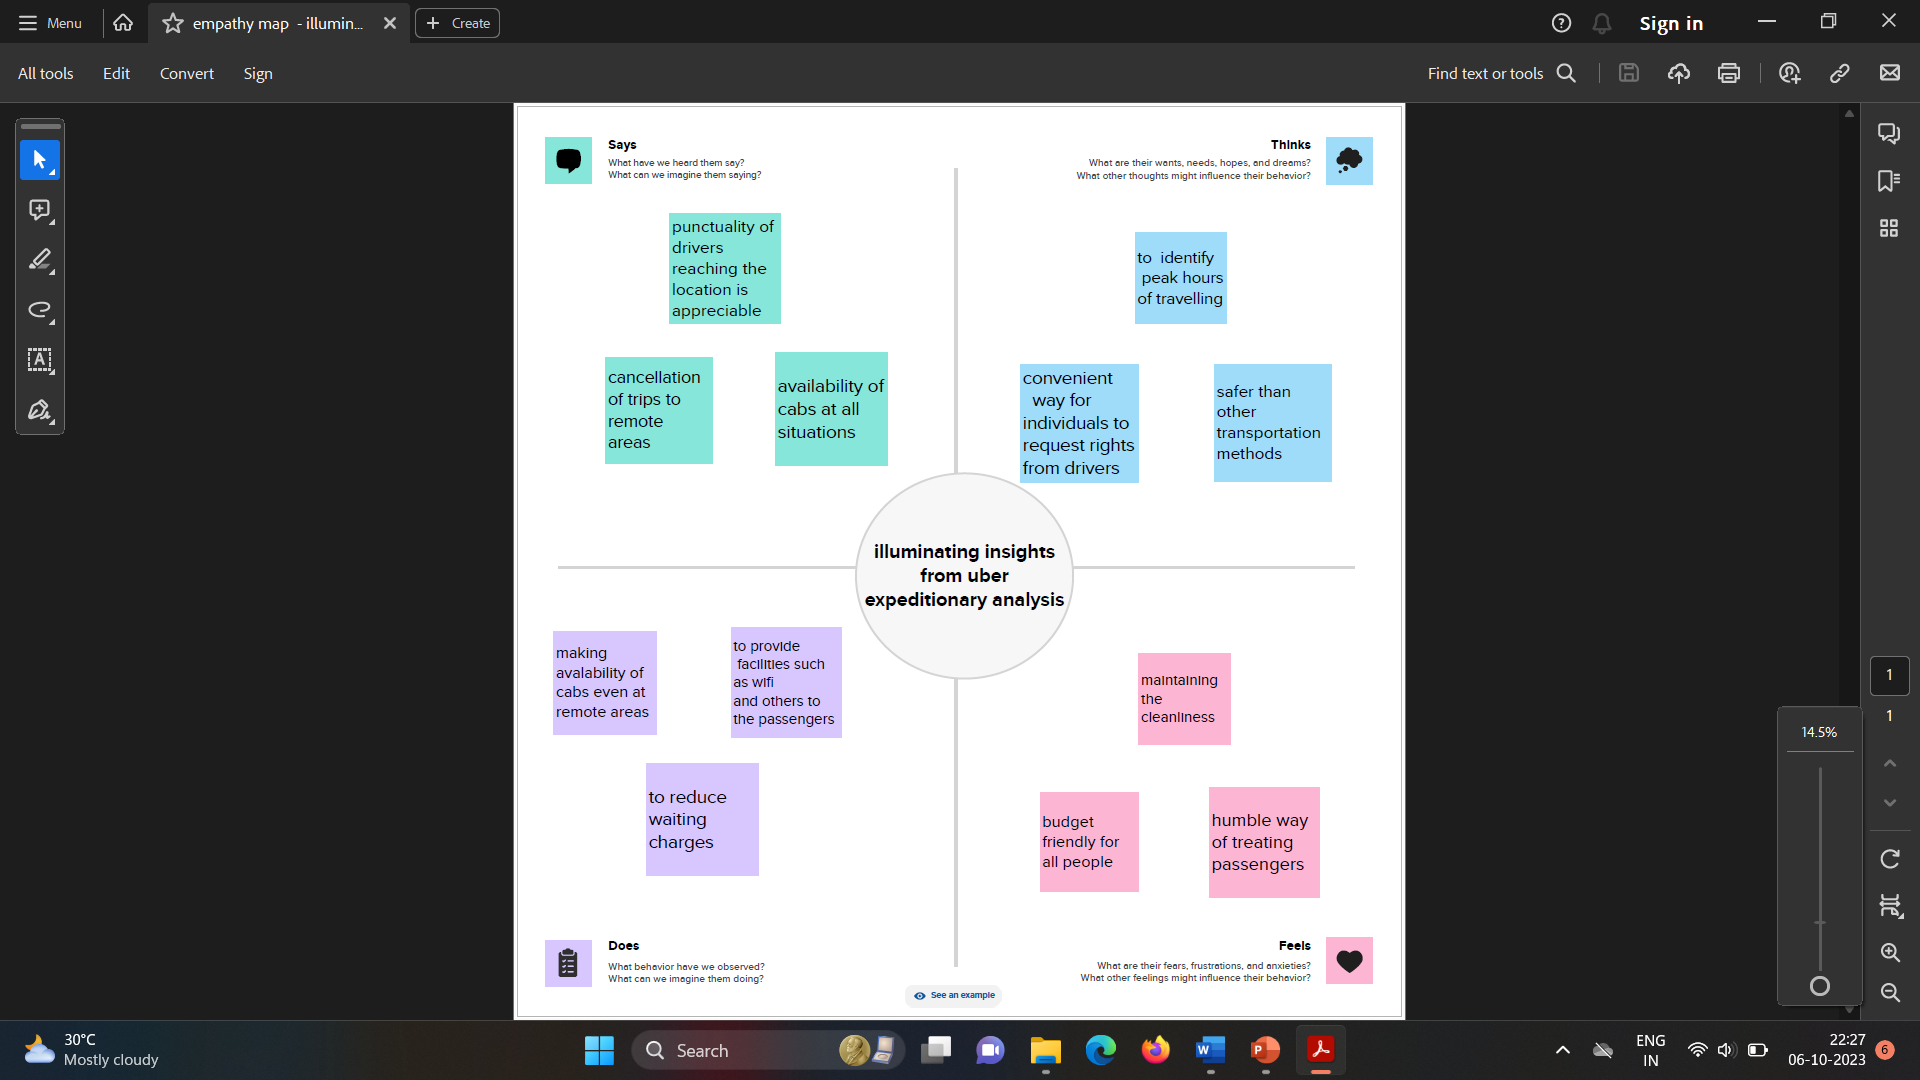 Menu
empathy map  - illumin...
Create
Sign in
All tools
Edit
Convert
Sign
Find text or tools
Says
What have we heard them say?
What can we imagine them saying?
Thinks
What are their wants, needs, hopes, and dreams?
What other thoughts might influence their behavior?
punctuality of
drivers
reaching the
location is
appreciable
to identify
peak hours
of travelling
cancellation
of trips to
remote
areas
availability of
cabs at all
situations
convenient
way for
individuals to
request rights
from drivers
safer than
other
transportation
methods
illuminating insights
from uber
expeditionary analysis
making
avalability of
cabs even at
remote areas
to provide
facilities such
as wifi
and others to
the passengers
to reduce
waiting
charges
maintaining
the
cleanliness
budget
friendly for
all people
humble way
of treating
passengers
Does
What behavior have we observed?
What can we imagine them doing?
Feels
What are their fears, frustrations, and anxieties?
What other feelings might influence their behavior?
See an example
1
1
14.5%
30°C
Mostly cloudy
Search
ENG
IN
22:27
06-10-2023
6